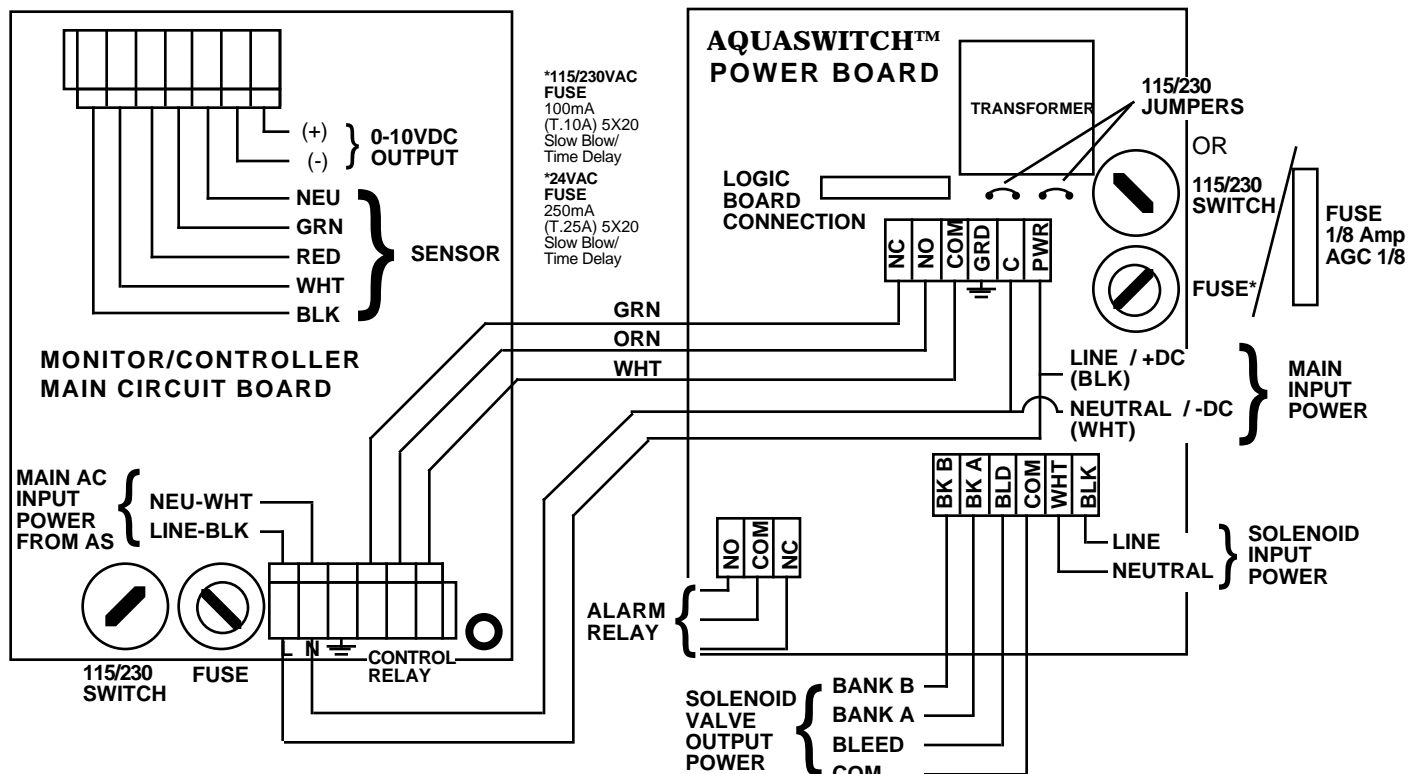 AQUASWITCH™
POWER BOARD
*115/230VAC
FUSE
100mA
(T.10A) 5X20
Slow Blow/
Time Delay
*24VAC
FUSE
250mA
(T.25A) 5X20
Slow Blow/
Time Delay
(+)
(-)
0-10VDC
OUTPUT
NEU
GRN
RED
WHT
BLK
SENSOR
MONITOR/CONTROLLER
MAIN CIRCUIT BOARD
TRANSFORMER
115/230
JUMPERS
OR
115/230
SWITCH
FUSE
1/8 Amp
AGC 1/8
FUSE*
LOGIC
BOARD
CONNECTION
NC
NO
COM
GRD
C
PWR
GRN
ORN
WHT
LINE / +DC
(BLK)
NEUTRAL / -DC
(WHT)
MAIN
INPUT
POWER
MAIN AC
INPUT
POWER
FROM AS
NEU-WHT
LINE-BLK
BK B
BK A
BLD
COM
WHT
BLK
LINE
NEUTRAL
SOLENOID
INPUT
POWER
NO
COM
NC
ALARM
RELAY
L N
CONTROL
RELAY
115/230
SWITCH
FUSE
SOLENOID
VALVE
OUTPUT
POWER
BANK B
BANK A
BLEED
COM